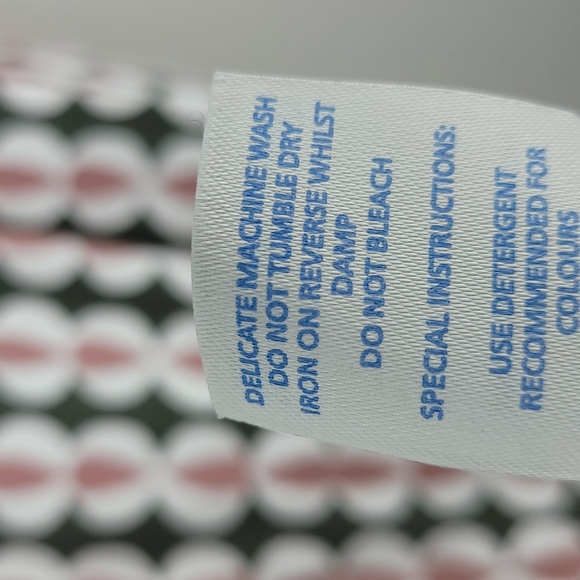 DELICATE MACHINE WASH
DO NOT TUMBLE DRY
IRON ON REVERSE WHILST
DAMP
DO NOT BLEACH
SPECIAL INSTRUCTIONS:
USE DETERGENT
RECOMMENDED FOR
COLOURS